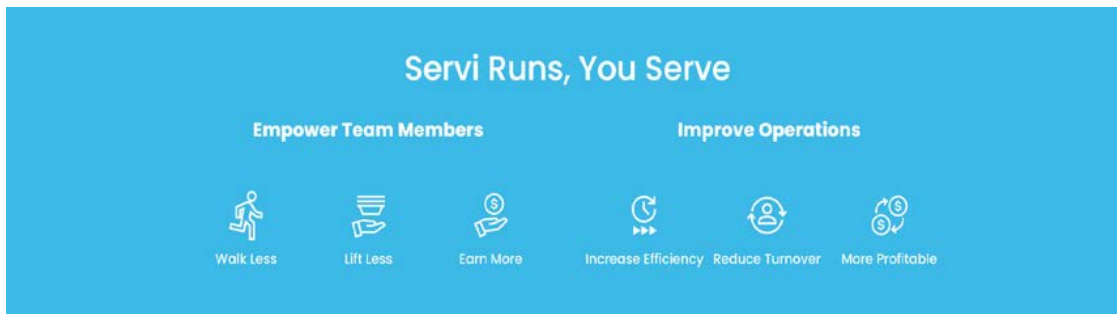 Servi Runs, You Serve
Empower Team Members
Improve Operations
Walk Less
Lift Less
Earn More
Increase Efficiency
Reduce Turnover
More Profitable